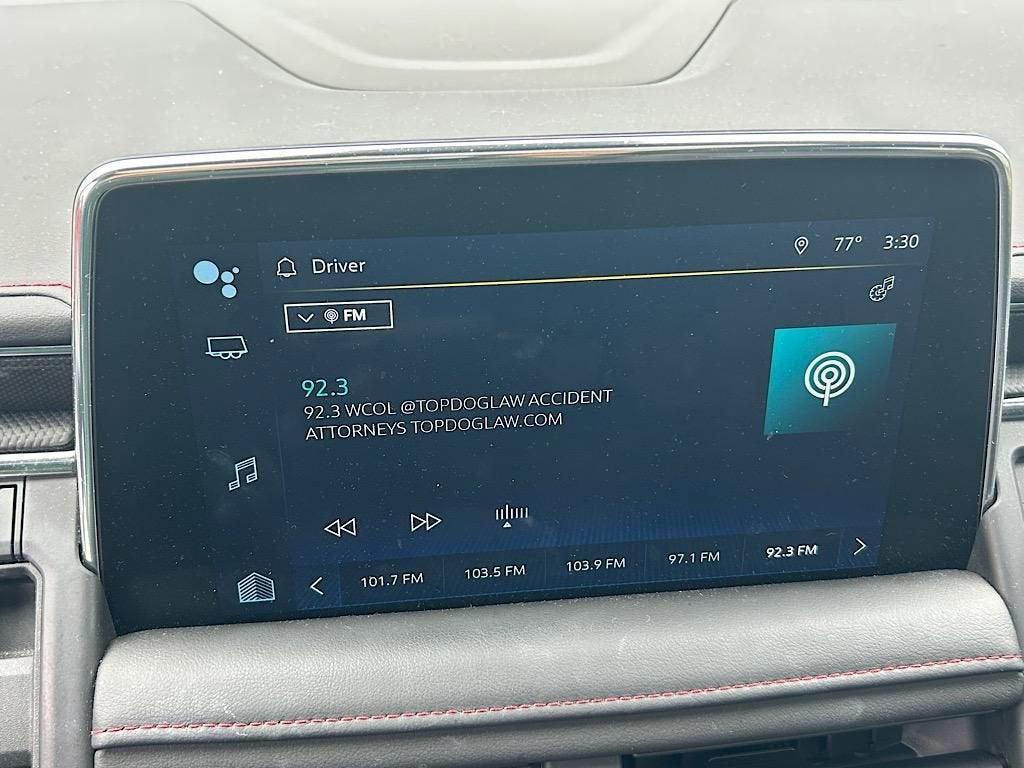 Driver 77° 3:30
FM
92.3
92.3 WCOL @TOPDOGLAW ACCIDENT
ATTORNEYS TOPDOGLAW.COM
101.7 FM 103.5 FM 103.9 FM 97.1 FM 92.3 FM